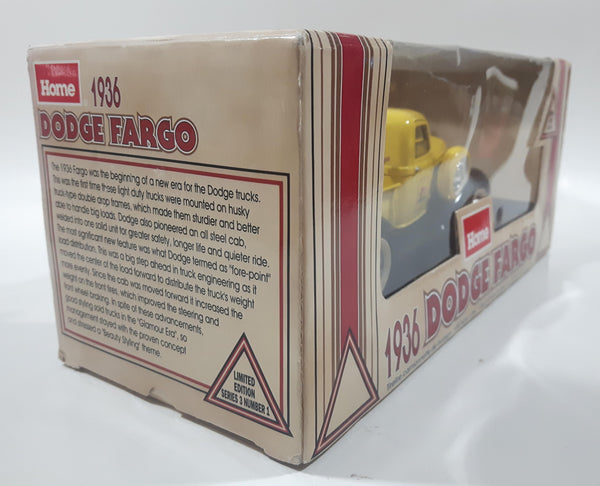 Home
1936
DODGE FARGO
The 1936 Fargo was the beginning of a new era for the Dodge trucks.
This was the first time those light duty trucks were mounted on husky
truck-type double drop frames, which made them sturdier and better
able to handle big loads. Dodge also pioneered an all steel cab,
welded into one solid unit for greater safety, longer life and quieter ride.
The most significant new feature was what Dodge termed as "fore-point"
load distribution. This was a big step ahead in truck engineering as it
moved the center of the load forward to distribute the truck's weight
more evenly. Since the cab was moved forward it increased the
weight on the front tires, which improved the steering and
front wheel braking. In spite of these advancements,
management stayed with the proven concept
good-styling sold trucks in the "Glamour Era", so
and stressed a "Beauty Styling" theme.
LIMITED
EDITION
SERIES 3 NUMBER 1
Home
Home
1936 DODGE FARGO